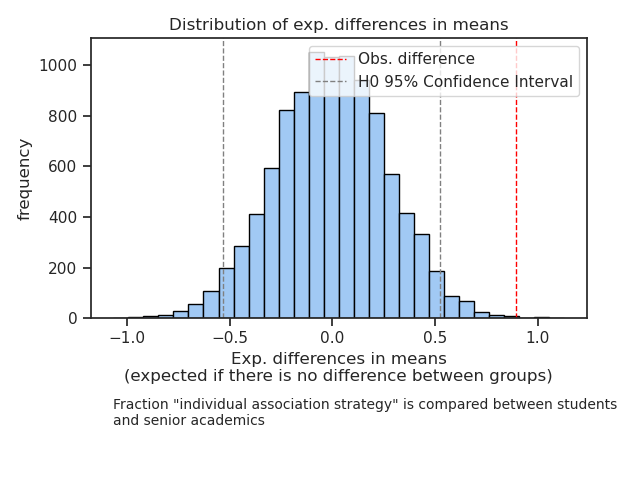 Distribution of exp. differences in means
Obs. difference
H0 95% Confidence Interval
frequency
1000
800
600
400
200
0
−1.0 −0.5 0.0 0.5 1.0
Exp. differences in means
(expected if there is no difference between groups)
Fraction "individual association strategy" is compared between students
and senior academics